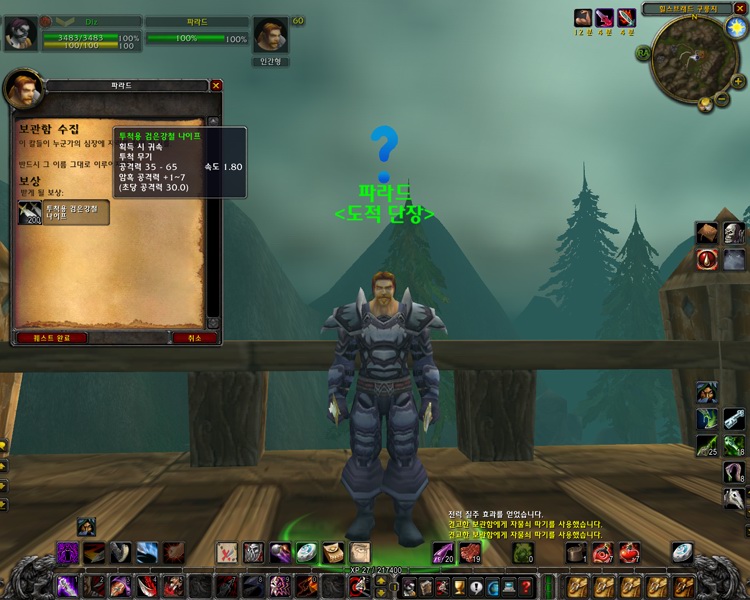 Dlz
3483/3483 100%
100/100 100%
파라드
100% 100%
60
인간형
12 분 4 분 4 분
힐스브래드 구릉지
N
파라드
보관함 수집
이 칼들이 누군가의 심장에
반드시 그 이름 그대로
보상
받게 될 보상:
200
투척용 검은강철
나이프
투척용 검은강철 나이프
획득 시 귀속
투척 무기
공격력 35 - 65 속도 1.80
암흑 공격력 +1~7
(초당 공격력 30.0)
퀘스트 완료
취소
?
파라드
<도적 단장>
25
8
전력 질주 효과를 얻었습니다.
견고한 보관함에게 자물쇠 따기를 사용했습니다.
견고한 보관함에게 자물쇠 따기를 사용했습니다.
20 19
XP 27 / 217400